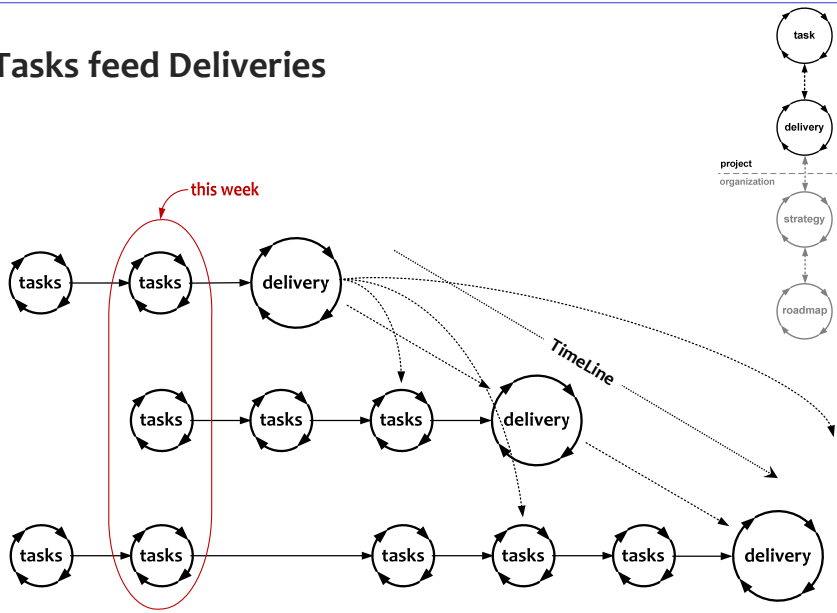 Tasks feed Deliveries
task
delivery
project
organization
strategy
roadmap
this week
tasks
tasks
delivery
TimeLine
tasks
tasks
tasks
delivery
tasks
tasks
tasks
tasks
tasks
delivery